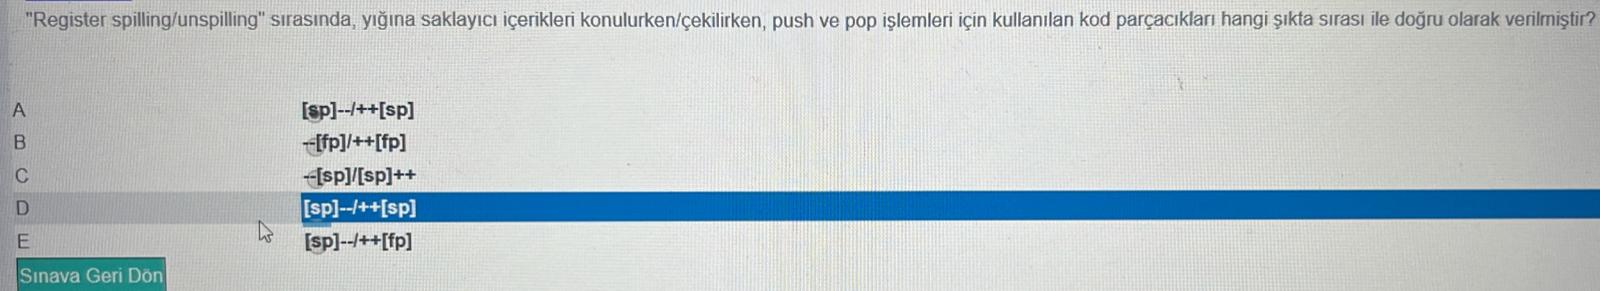 "Register spilling/unspilling" sırasında, yığına saklayıcı içerikleri konulurken/çekilirken, push ve pop işlemleri için kullanılan kod parçacıkları hangi şıkta sırası ile doğru olarak verilmiştir?
A [sp]--/++[sp]
B --[fp]/++[fp]
C --[sp]/[sp]++
D [sp]--/++[sp]
E [sp]--/++[fp]
Sınava Geri Dön